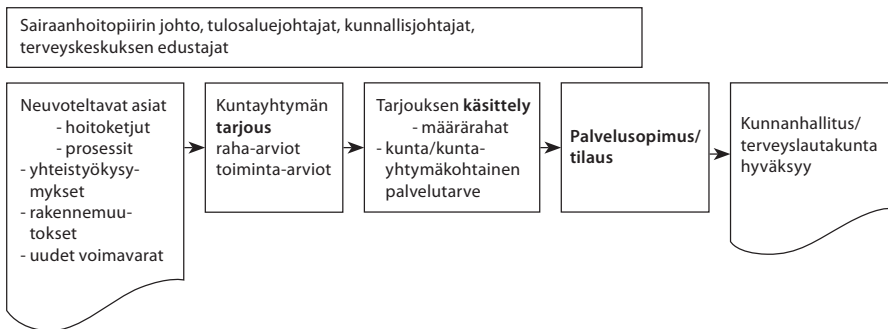 Sairaanhoitopiirin johto, tulosaluejohtajat, kunnallisjohtajat,
terveyskeskuksen edustajat
Neuvoteltavat asiat
- hoitoketjut
- prosessit
- yhteistyökysy-
mykset
- rakennemuu-
tokset
- uudet voimavarat
Kuntayhtymän
tarjous
raha-arviot
toiminta-arviot
Tarjouksen käsittely
- määrärahat
- kunta/kunta-
yhtymäkohtainen
palvelutarve
Palvelusopimus/
tilaus
Kunnanhallitus/
terveyslautakunta
hyväksyy